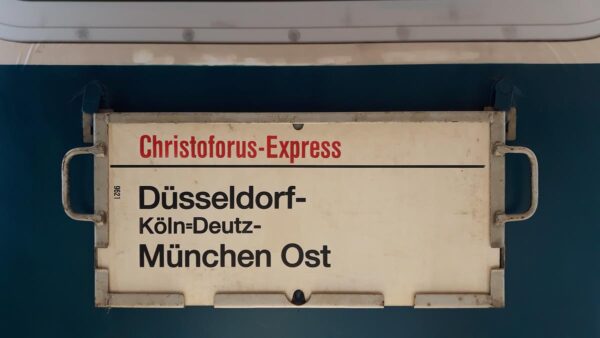 Christoforus-Express
Düsseldorf-
Köln=Deutz-
München Ost